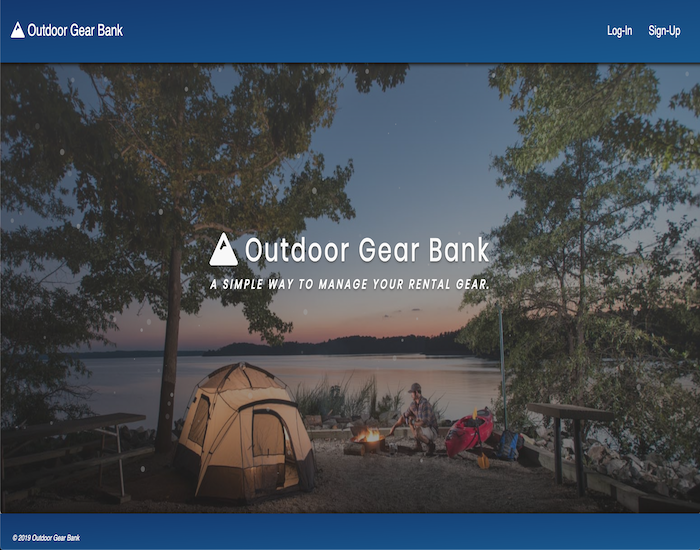 Outdoor Gear Bank
Log-In Sign-Up
Outdoor Gear Bank
A SIMPLE WAY TO MANAGE YOUR RENTAL GEAR.
© 2019 Outdoor Gear Bank